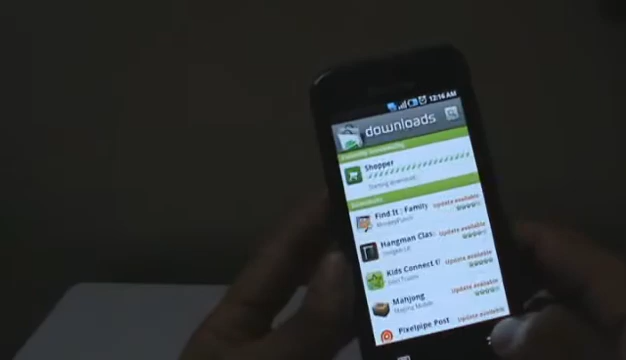 12:16 AM
downloads
Shopper
Starting download...
Find It : Family
Update available
Hangman Clas
Update available
Kids Connect t
Update available
Mahjong
Update available
Pixelpipe Post
Update available